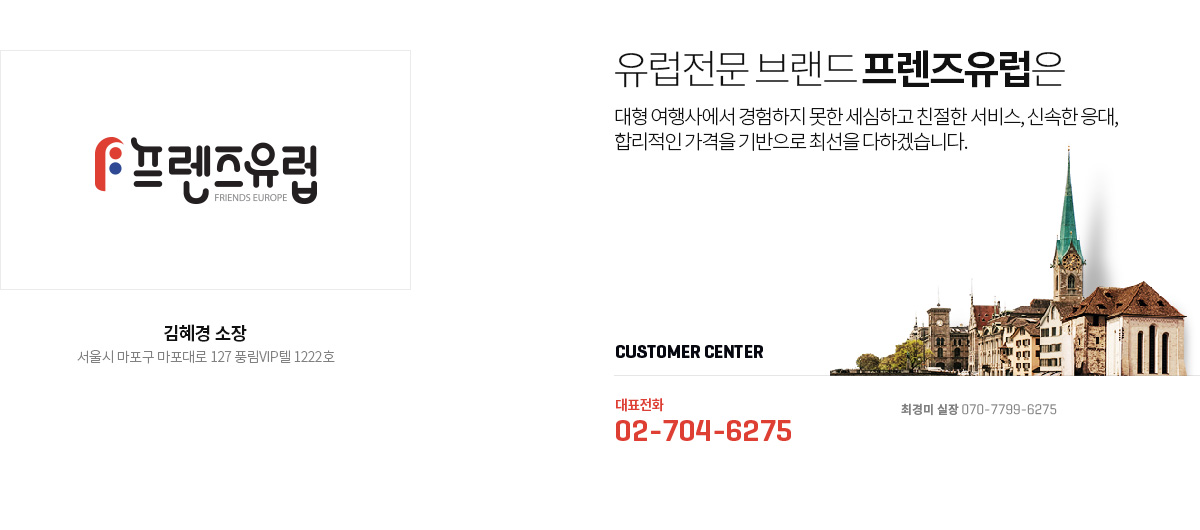 프렌즈유럽
FRIENDS EUROPE
김혜경 소장
서울시 마포구 마포대로 127 풍림VIP텔 1222호
유럽전문 브랜드 프렌즈유럽은
대형 여행사에서 경험하지 못한 세심하고 친절한 서비스, 신속한 응대,
합리적인 가격을 기반으로 최선을 다하겠습니다.
CUSTOMER CENTER
대표전화
02-704-6275
최경미 실장 070-7799-6275